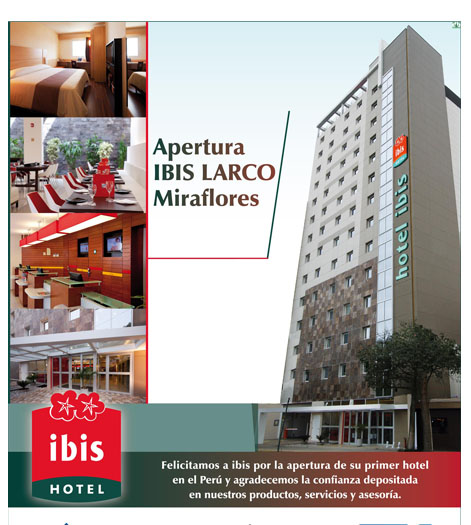 Apertura
IBIS LARCO
Miraflores
hotel ibis
ibis
HOTEL
Felicitamos a ibis por la apertura de su primer hotel
en el Perú y agradecemos la confianza depositada
en nuestros productos, servicios y asesoría.